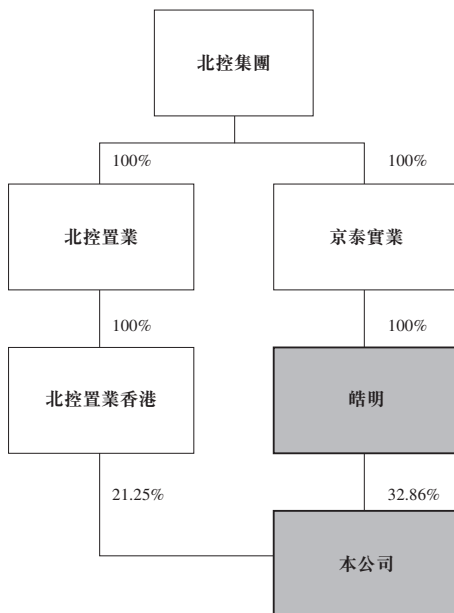 北控集團
100%
100%
北控置業
京泰實業
100%
100%
北控置業香港
皓明
21.25%
32.86%
本公司